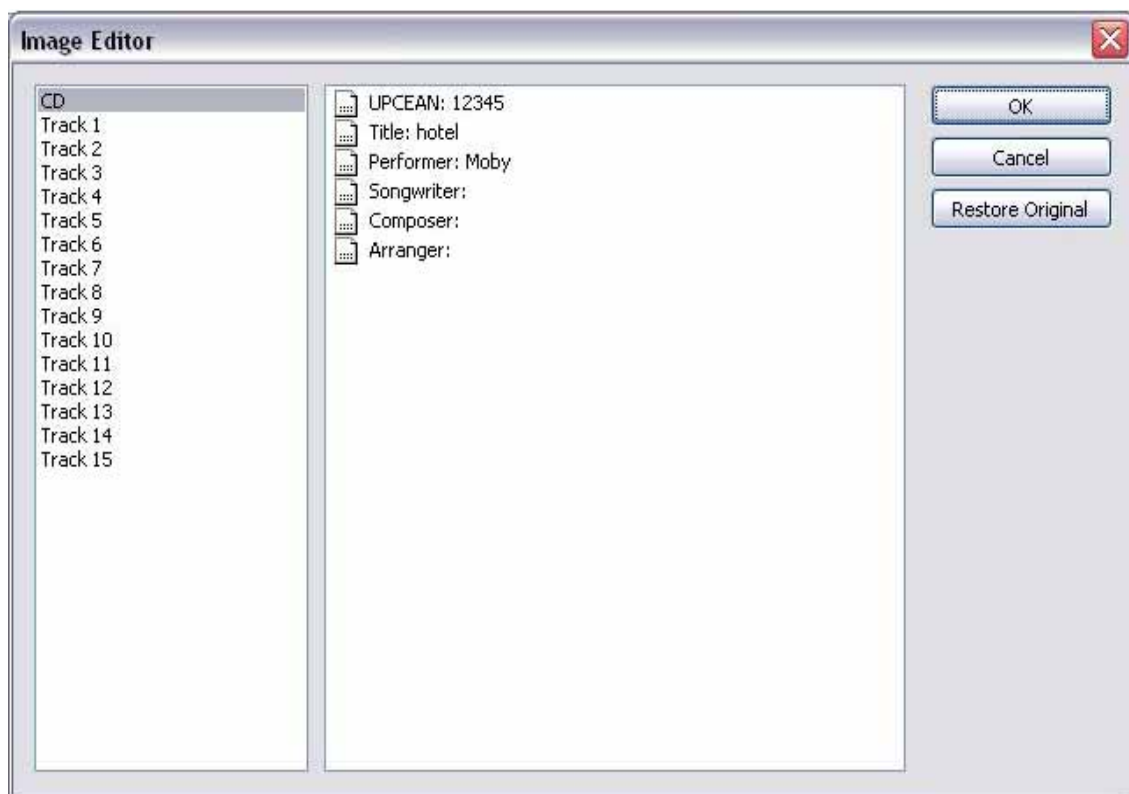 Image Editor
CD
Track 1
Track 2
Track 3
Track 4
Track 5
Track 6
Track 7
Track 8
Track 9
Track 10
Track 11
Track 12
Track 13
Track 14
Track 15
UPCEAN: 12345
Title: hotel
Performer: Moby
Songwriter:
Composer:
Arranger:
OK
Cancel
Restore Original